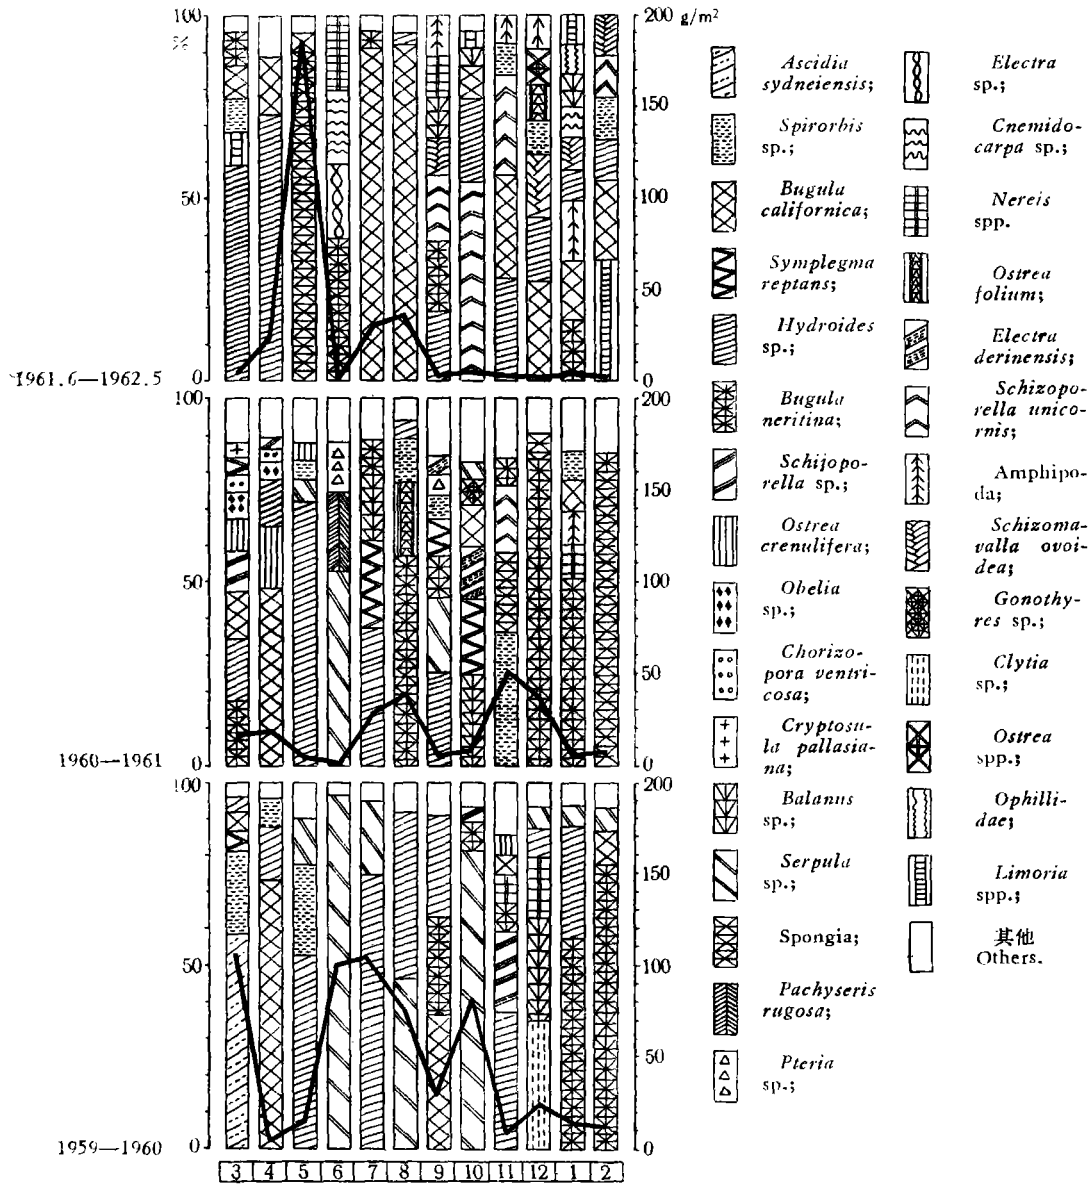 100
%
50
0
200 g/m²
150
100
50
0
1961.6—1962.5
100
50
0
200
150
100
50
0
1960—1961
100
50
0
200
150
100
50
0
1959—1960
3 4 5 6 7 8 9 10 11 12 1 2
Ascidia
sydneiensis;
Spirorbis
sp.;
Bugula
californica;
Symplegma
reptans;
Hydroides
sp.;
Bugula
neritina;
Schijopo-
rella sp.;
Ostrea
crenulifera;
Obelia
sp.;
Chorizo-
pora ventri-
cosa;
Cryptosu-
la pallasia-
na;
Balanus
sp.;
Serpula
sp.;
Spongia;
Pachyseris
rugosa;
Pteria
sp.;
Electra
sp.;
Cnemido-
carpa sp.;
Nereis
spp.
Ostrea
folium;
Electra
derinensis;
Schizopo-
rella unico-
rnis;
Amphipo-
da;
Schizoma-
valla ovoi-
dea;
Gonothy-
res sp.;
Clytia
sp.;
Ostrea
spp.;
Ophilli-
dae;
Limoria
spp.;
其他
Others.